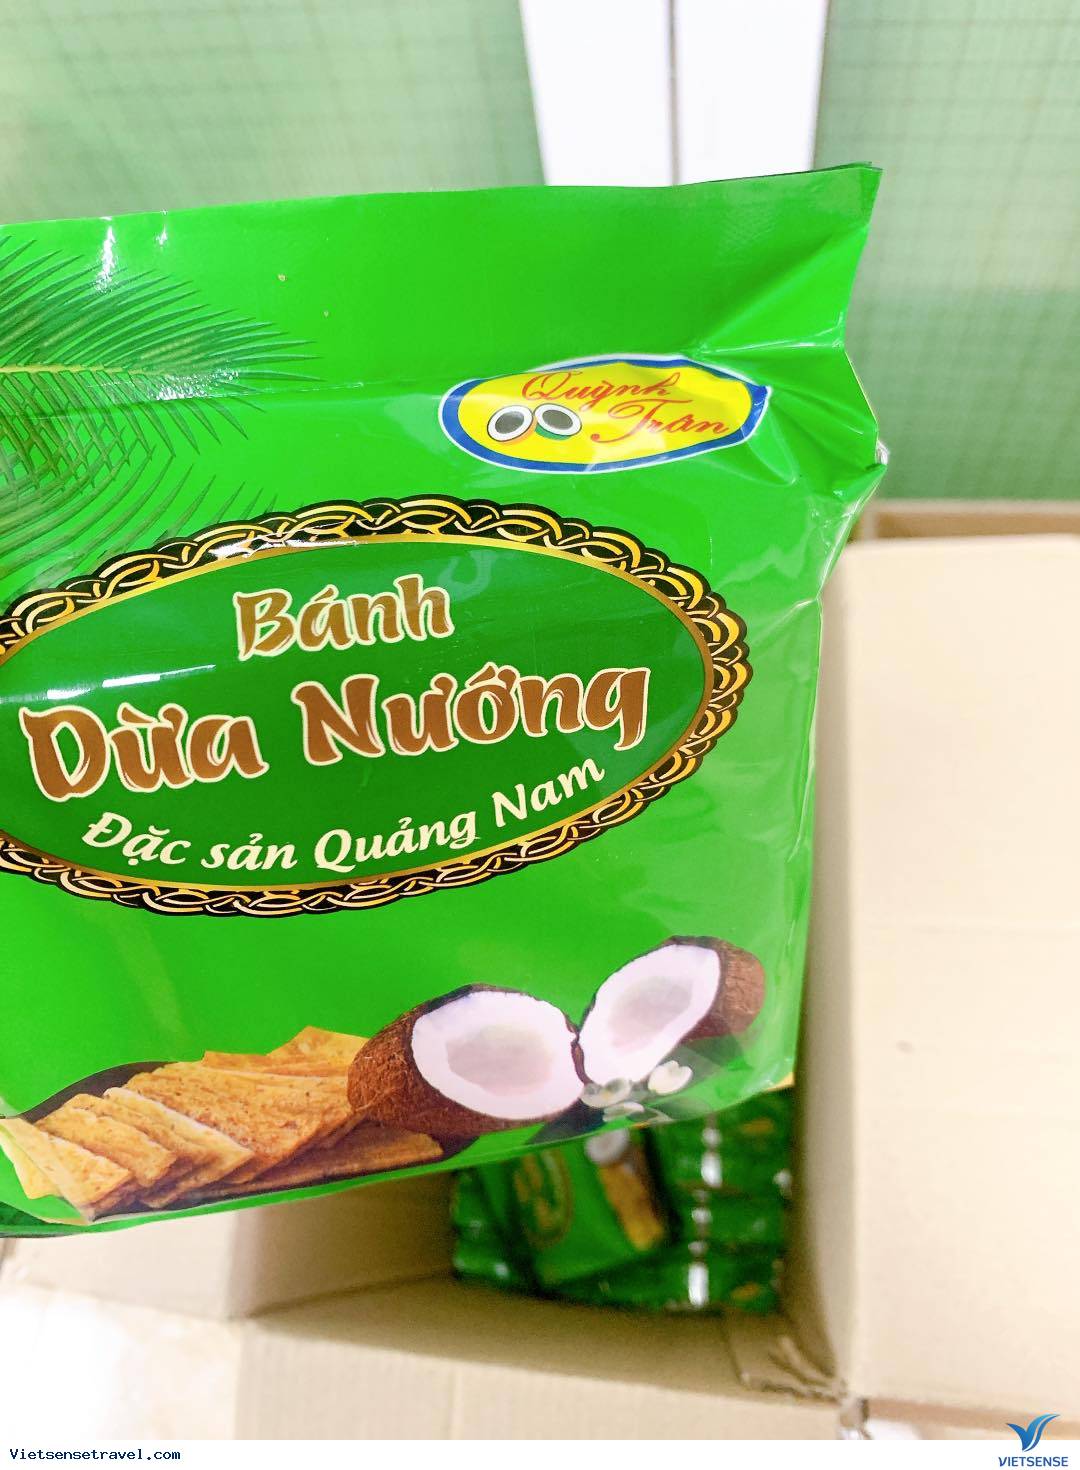 Quỳnh
Trân
Bánh
Dừa Nướng
Đặc sản Quảng Nam
Vietsensetravel.com
VIETSENSE